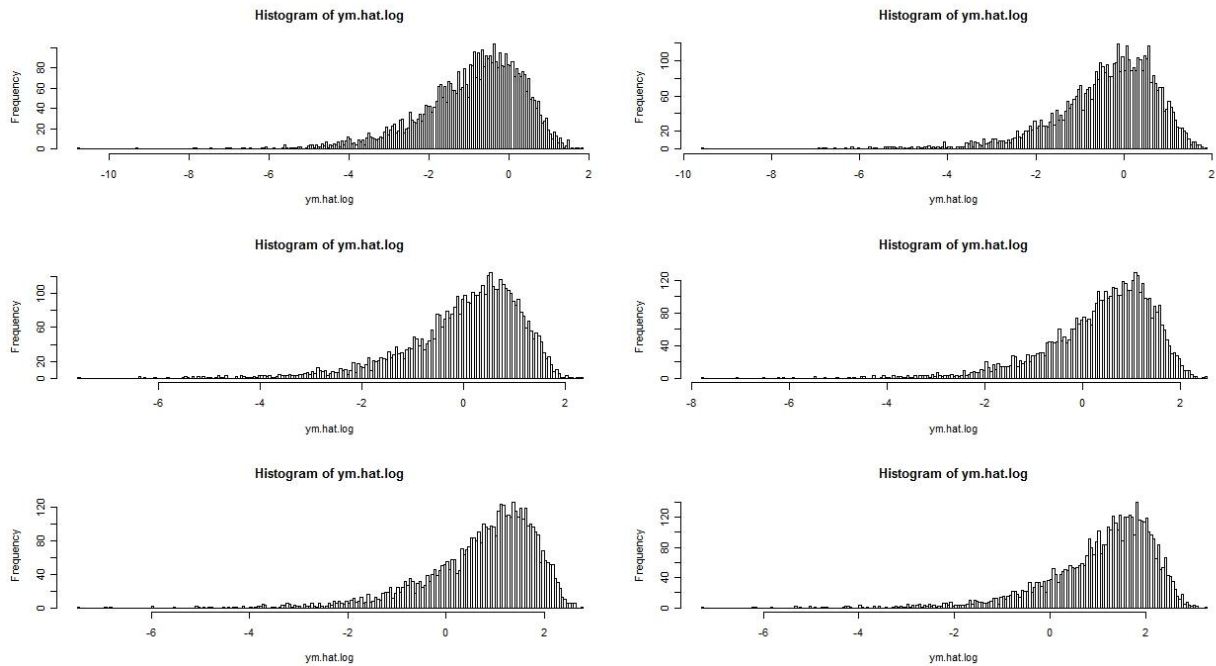 Histogram of ym.hat.log
Frequency
0 20 40 60 80
-10 -8 -6 -4 -2 0 2
ym.hat.log
Histogram of ym.hat.log
Frequency
0 20 60 120
-10 -8 -6 -4 -2 0 2
ym.hat.log
Histogram of ym.hat.log
Frequency
0 20 60 100
-6 -4 -2 0 2
ym.hat.log
Histogram of ym.hat.log
Frequency
0 40 80 120
-8 -6 -4 -2 0 2
ym.hat.log
Histogram of ym.hat.log
Frequency
0 40 80 120
-6 -4 -2 0 2
ym.hat.log
Histogram of ym.hat.log
Frequency
0 40 80 120
-6 -4 -2 0 2
ym.hat.log